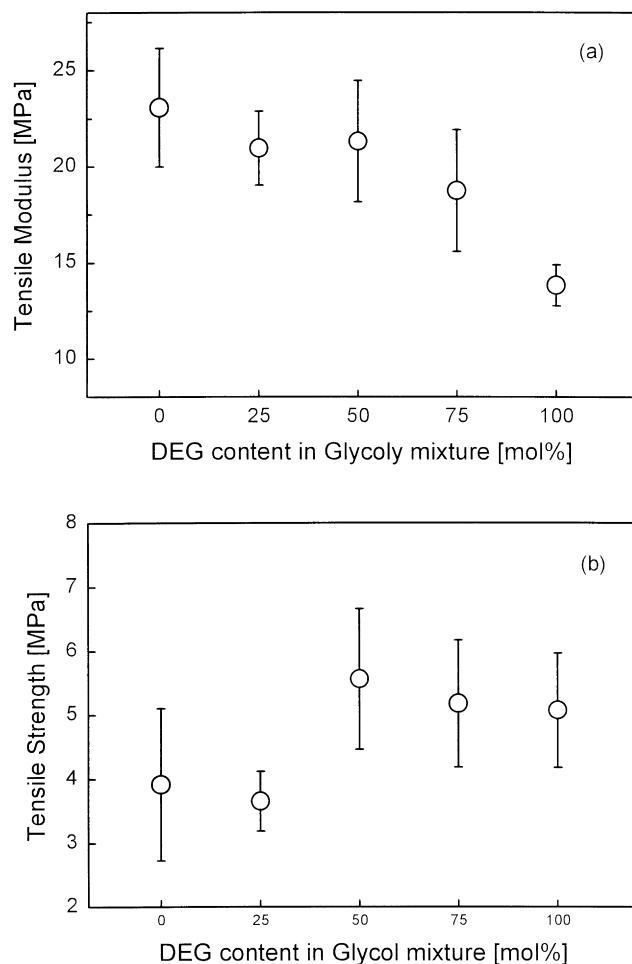 (a)
Tensile Modulus [MPa]
25
20
15
10
0 25 50 75 100
DEG content in Glycoly mixture [mol%]
(b)
Tensile Strength [MPa]
8
7
6
5
4
3
2
0 25 50 75 100
DEG content in Glycol mixture [mol%]